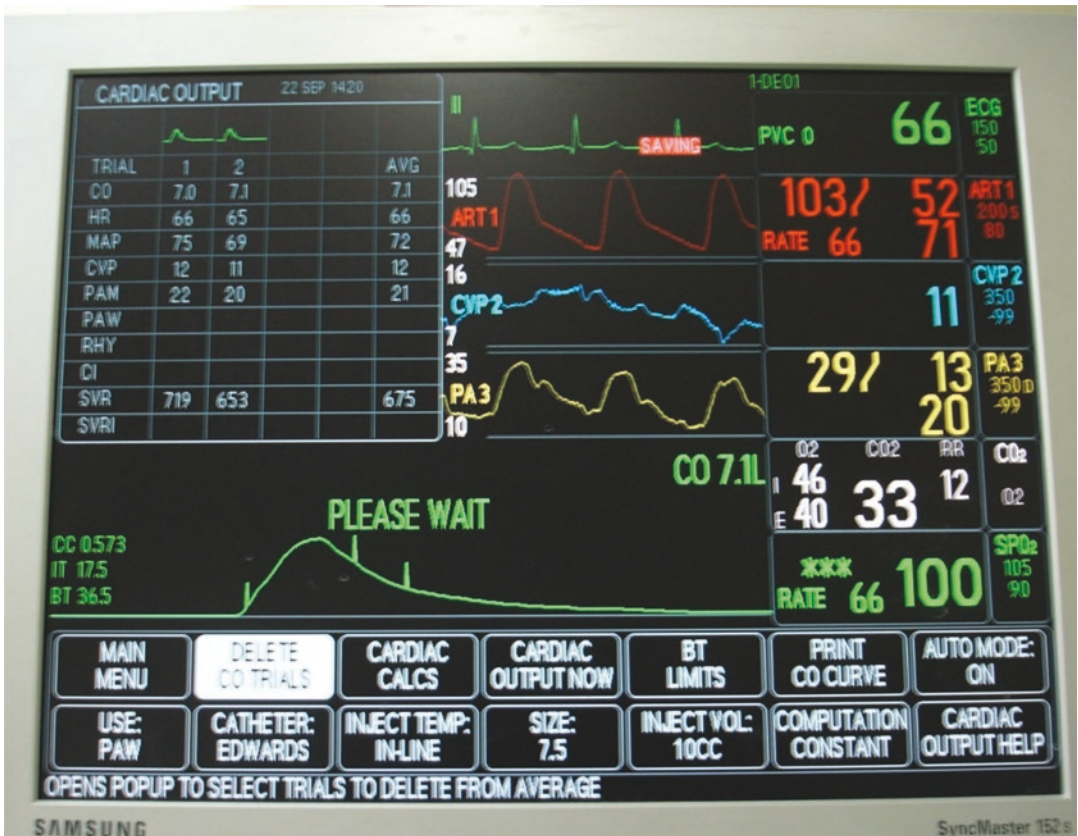 CARDIAC OUTPUT 22 SEP 1420
TRIAL 1 2 AVG
CO 7.0 7.1 7.1
HR 66 65 66
MAP 75 69 72
CVP 12 11 12
PAM 22 20 21
PAW
RHY
CI
SVR 719 653 675
SVRI
1-DE01
II
SAVING
PVC 0
66
ECG
150
50
105
ART 1
47
103/ 52
RATE 66 71
ART 1
200 s
80
16
CVP 2
7
11
CVP 2
350
-99
35
PA 3
10
29/ 13
20
PA 3
350 D
-99
CO 7.1L
O2 CO2 RR
I 46
E 40
33
12
CO2
O2
PLEASE WAIT
CC 0.573
IT 17.5
BT 36.5
***
RATE 66
100
SPO2
105
90
MAIN MENU
DELETE CO TRIALS
CARDIAC CALCS
CARDIAC OUTPUT NOW
BT LIMITS
PRINT CO CURVE
AUTO MODE: ON
USE: PAW
CATHETER: EDWARDS
INJECT TEMP: IN-LINE
SIZE: 7.5
INJECT VOL: 10CC
COMPUTATION CONSTANT
CARDIAC OUTPUT HELP
OPENS POPUP TO SELECT TRIALS TO DELETE FROM AVERAGE
SAMSUNG
SyncMaster 152s